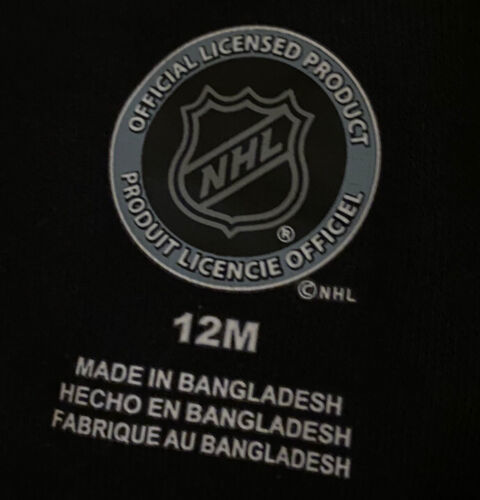 OFFICIAL LICENSED PRODUCT
NHL
®
PRODUIT LICENCIE OFFICIEL
©NHL
12M
MADE IN BANGLADESH
HECHO EN BANGLADESH
FABRIQUE AU BANGLADESH